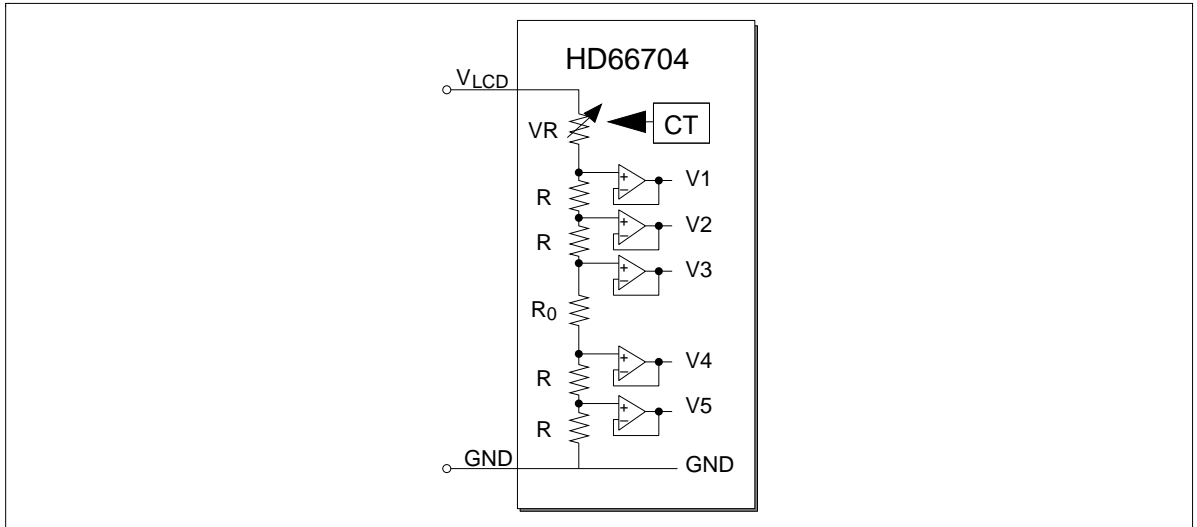 HD66704
VLCD
VR
CT
+
−
V1
R
+
−
V2
R
+
−
V3
R0
+
−
V4
R
+
−
V5
R
GND
GND